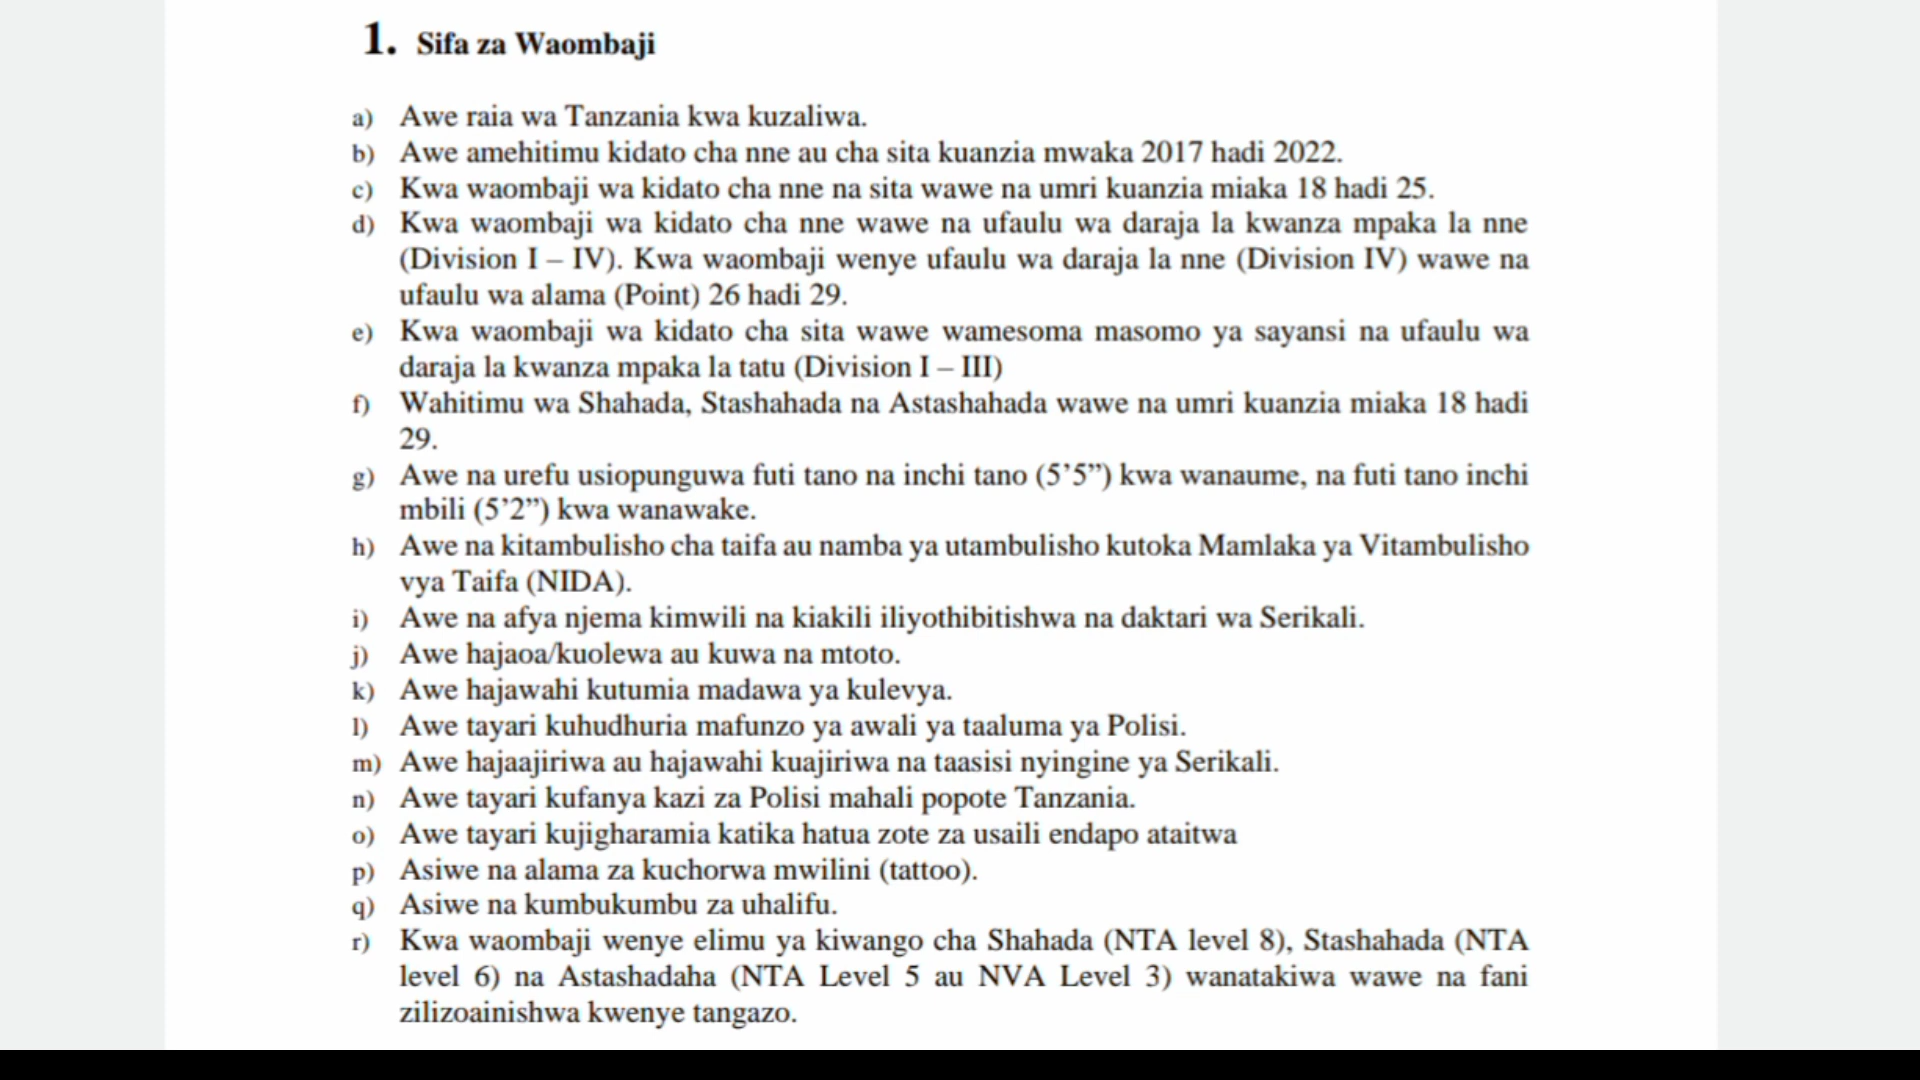 1. Sifa za Waombaji
a) Awe raia wa Tanzania kwa kuzaliwa.
b) Awe amehitimu kidato cha nne au cha sita kuanzia mwaka 2017 hadi 2022.
c) Kwa waombaji wa kidato cha nne na sita wawe na umri kuanzia miaka 18 hadi 25.
d) Kwa waombaji wa kidato cha nne wawe na ufaulu wa daraja la kwanza mpaka la nne
(Division I – IV). Kwa waombaji wenye ufaulu wa daraja la nne (Division IV) wawe na
ufaulu wa alama (Point) 26 hadi 29.
e) Kwa waombaji wa kidato cha sita wawe wamesoma masomo ya sayansi na ufaulu wa
daraja la kwanza mpaka la tatu (Division I – III)
f) Wahitimu wa Shahada, Stashahada na Astashahada wawe na umri kuanzia miaka 18 hadi
29.
g) Awe na urefu usiopunguwa futi tano na inchi tano (5’5”) kwa wanaume, na futi tano inchi
mbili (5’2”) kwa wanawake.
h) Awe na kitambulisho cha taifa au namba ya utambulisho kutoka Mamlaka ya Vitambulisho
vya Taifa (NIDA).
i) Awe na afya njema kimwili na kiakili iliyothibitishwa na daktari wa Serikali.
j) Awe hajaoa/kuolewa au kuwa na mtoto.
k) Awe hajawahi kutumia madawa ya kulevya.
l) Awe tayari kuhudhuria mafunzo ya awali ya taaluma ya Polisi.
m) Awe hajaajiriwa au hajawahi kuajiriwa na taasisi nyingine ya Serikali.
n) Awe tayari kufanya kazi za Polisi mahali popote Tanzania.
o) Awe tayari kujigharamia katika hatua zote za usaili endapo ataitwa
p) Asiwe na alama za kuchorwa mwilini (tattoo).
q) Asiwe na kumbukumbu za uhalifu.
r) Kwa waombaji wenye elimu ya kiwango cha Shahada (NTA level 8), Stashahada (NTA
level 6) na Astashadaha (NTA Level 5 au NVA Level 3) wanatakiwa wawe na fani
zilizoainishwa kwenye tangazo.